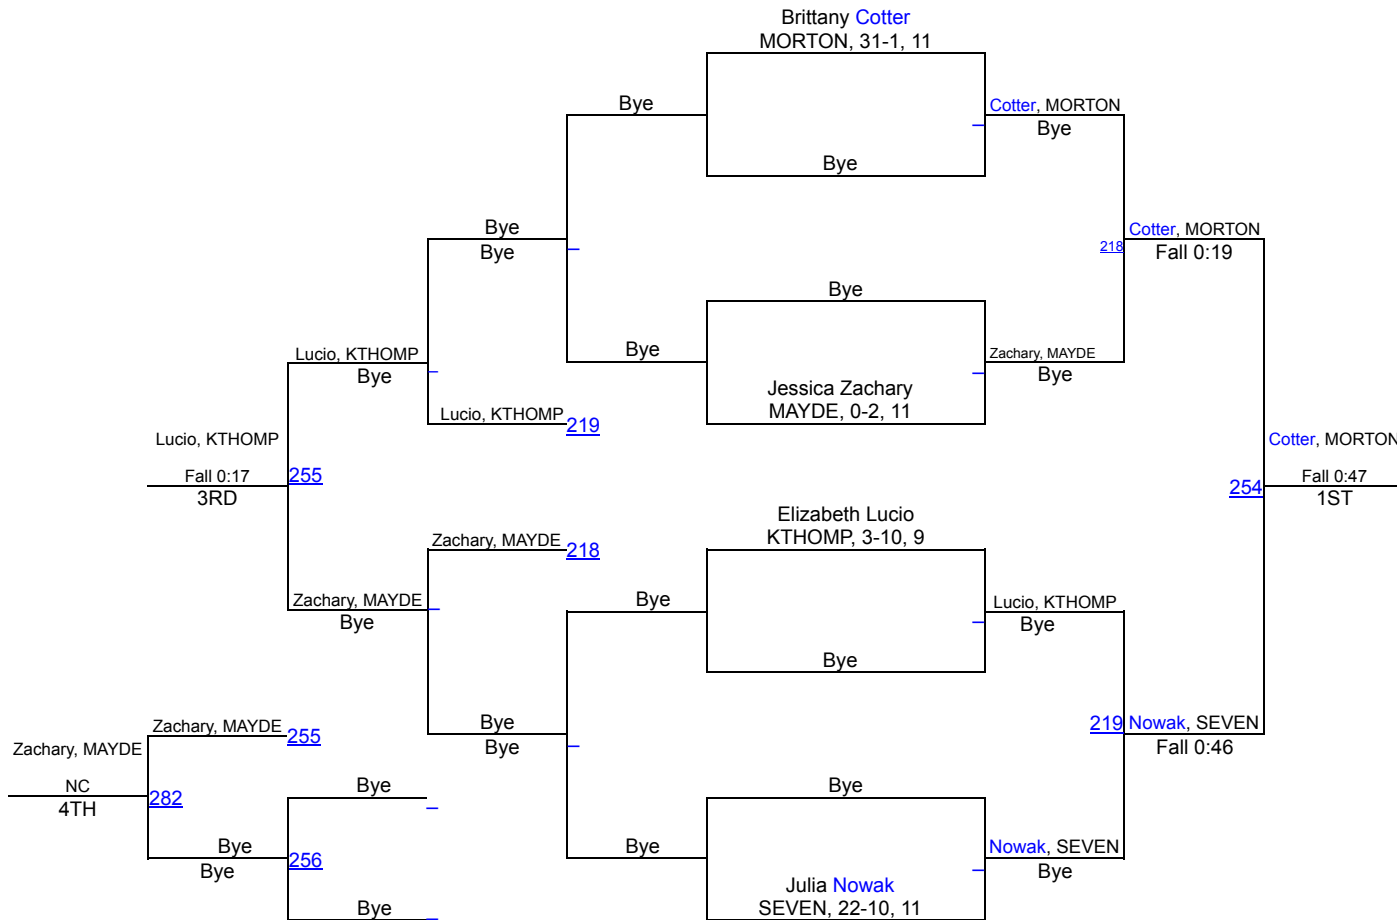 Brittany Cotter
MORTON, 31-1, 11
Bye
Cotter, MORTON
Bye
Bye
Bye
Bye
Cotter, MORTON
218
Fall 0:19
Bye
Lucio, KTHOMP
Bye
Bye
Zachary, MAYDE
Bye
Jessica Zachary
MAYDE, 0-2, 11
Lucio, KTHOMP
219
Lucio, KTHOMP
Fall 0:17
255
3RD
Cotter, MORTON
Fall 0:47
254
1ST
Elizabeth Lucio
KTHOMP, 3-10, 9
Zachary, MAYDE
218
Zachary, MAYDE
Bye
Bye
Lucio, KTHOMP
Bye
Bye
Bye
Bye
219
Nowak, SEVEN
Fall 0:46
Zachary, MAYDE
255
Zachary, MAYDE
NC
282
4TH
Bye
Bye
Bye
Bye
256
Bye
Bye
Nowak, SEVEN
Bye
Julia Nowak
SEVEN, 22-10, 11